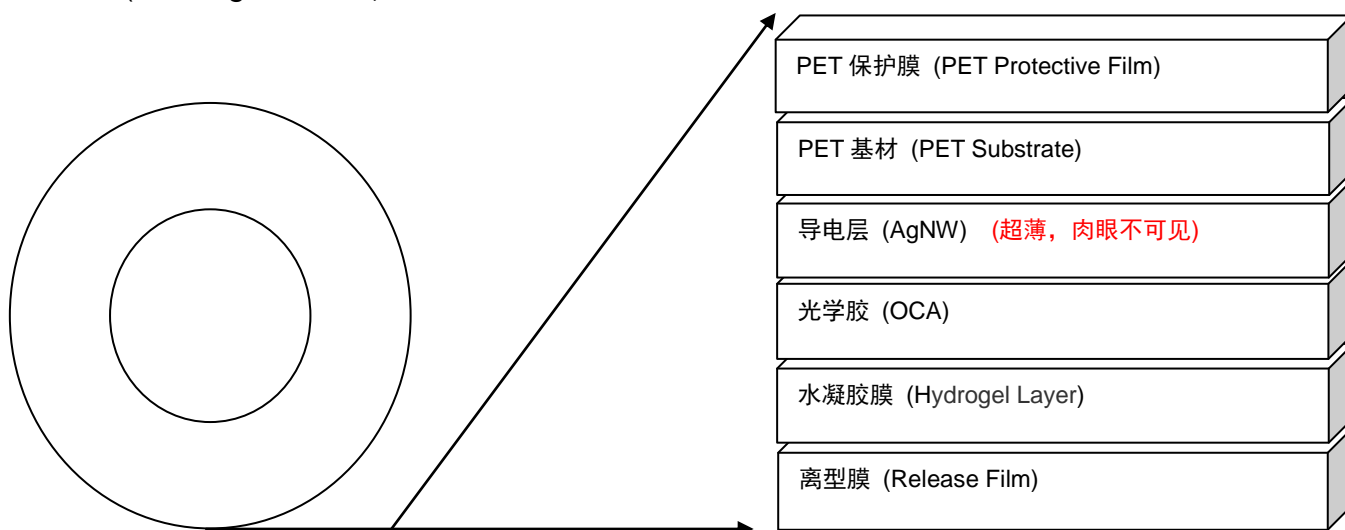 PET 保护膜 (PET Protective Film)
PET 基材 (PET Substrate)
导电层 (AgNW) (超薄，肉眼不可见)
光学胶 (OCA)
水凝胶膜 (Hydrogel Layer)
离型膜 (Release Film)